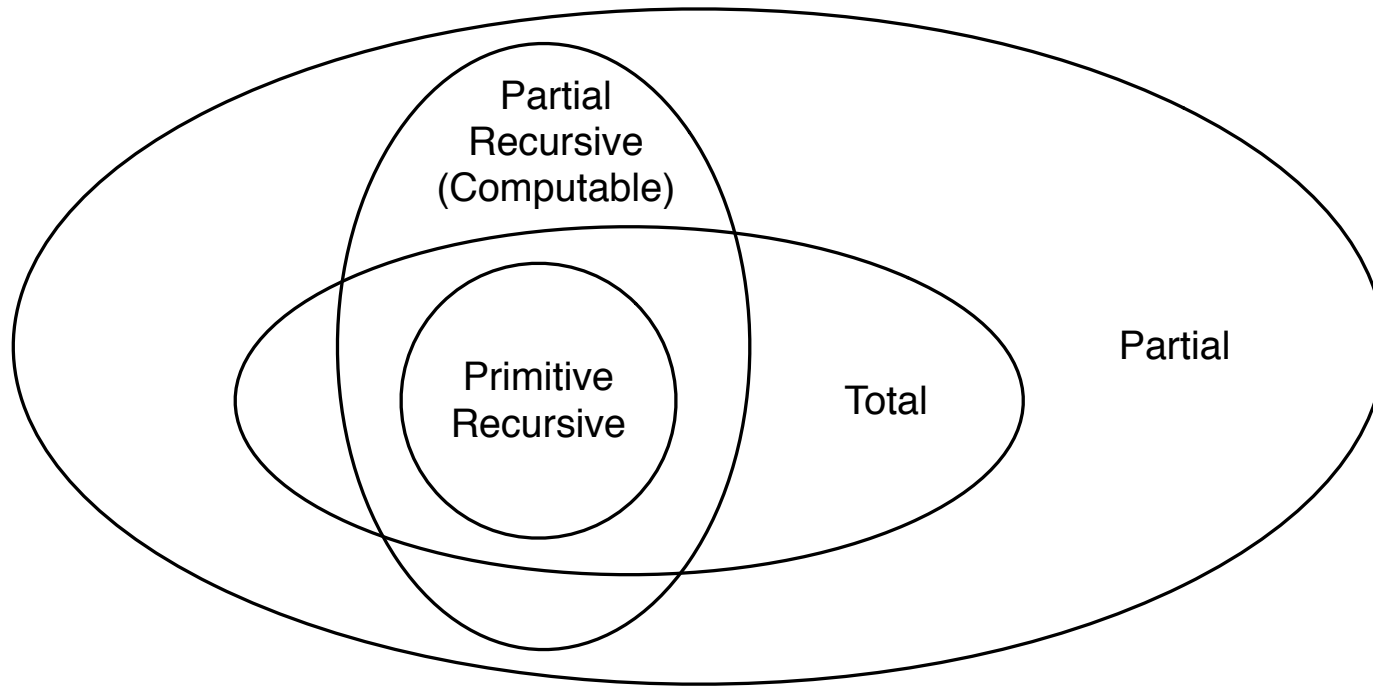 Partial
Recursive
(Computable)
Partial
Primitive
Recursive
Total